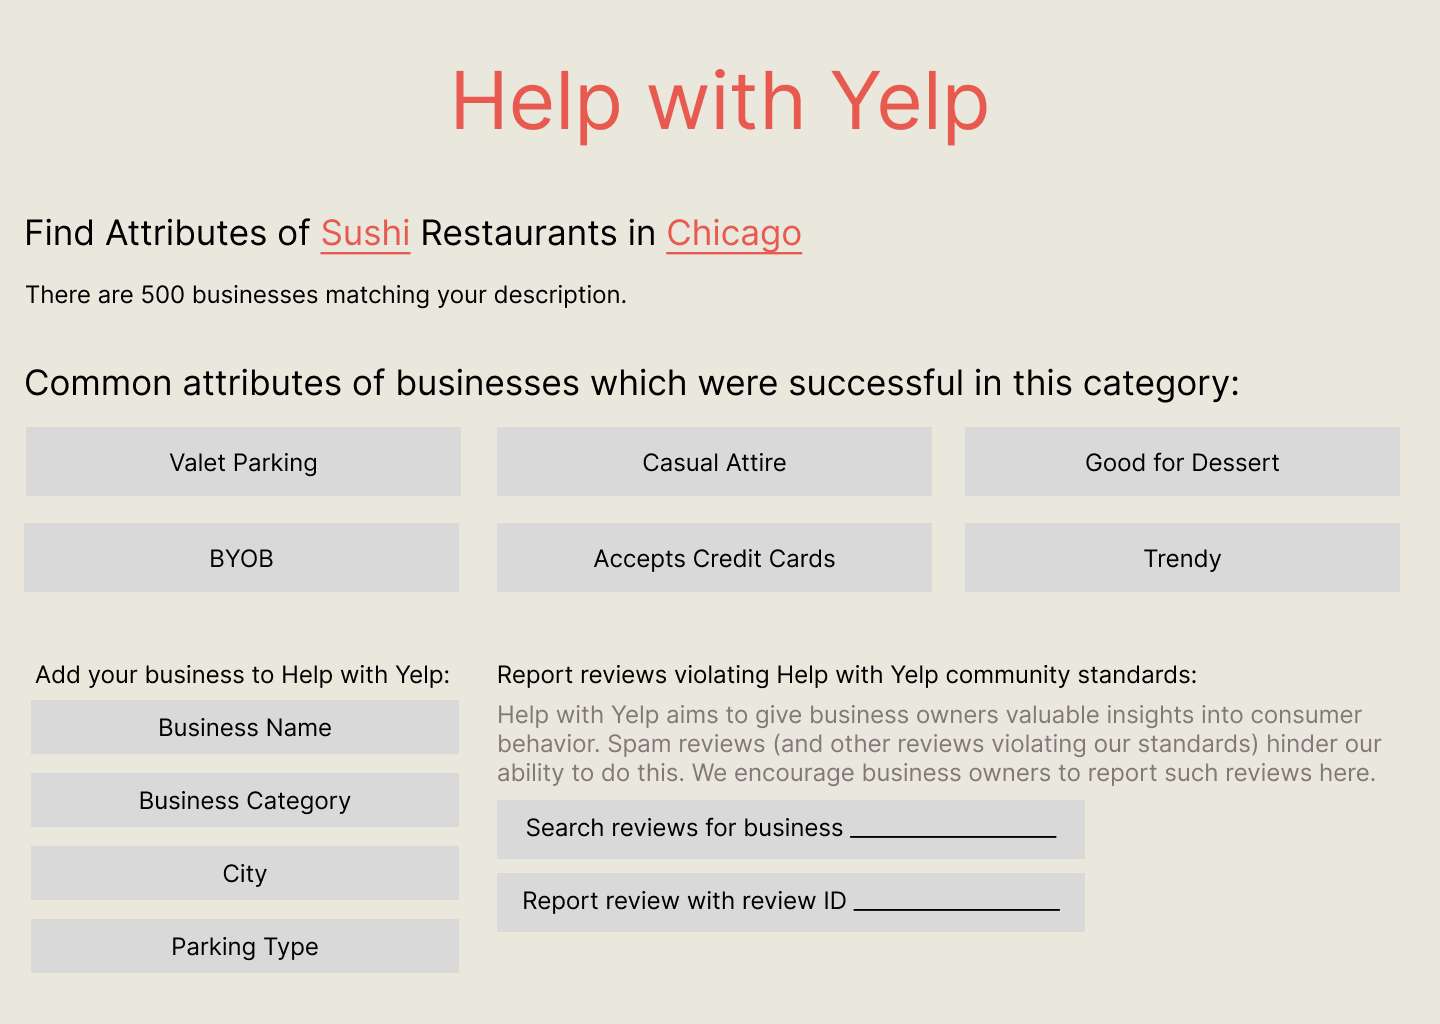 Help with Yelp
Find Attributes of Sushi Restaurants in Chicago
There are 500 businesses matching your description.
Common attributes of businesses which were successful in this category:
Valet Parking
Casual Attire
Good for Dessert
BYOB
Accepts Credit Cards
Trendy
Add your business to Help with Yelp:
Business Name
Business Category
City
Parking Type
Report reviews violating Help with Yelp community standards:
Help with Yelp aims to give business owners valuable insights into consumer
behavior. Spam reviews (and other reviews violating our standards) hinder our
ability to do this. We encourage business owners to report such reviews here.
Search reviews for business _______________
Report review with review ID _______________